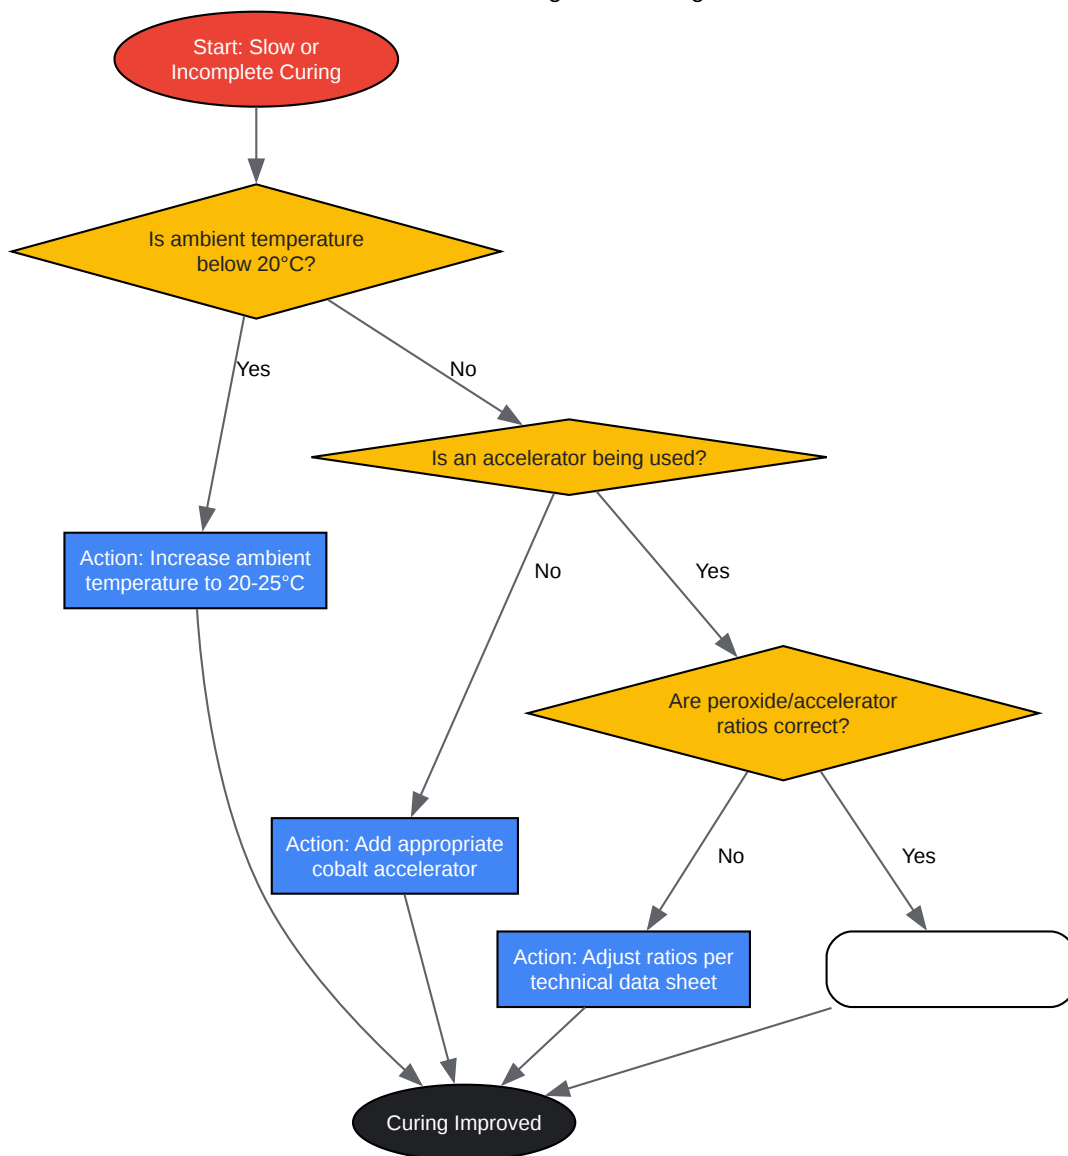 Start: Slow or
Incomplete Curing
Is ambient temperature
below 20°C?
Yes
No
Is an accelerator being used?
Action: Increase ambient
temperature to 20-25°C
No
Yes
Are peroxide/accelerator
ratios correct?
Action: Add appropriate
cobalt accelerator
No
Yes
Action: Adjust ratios per
technical data sheet
Curing Improved